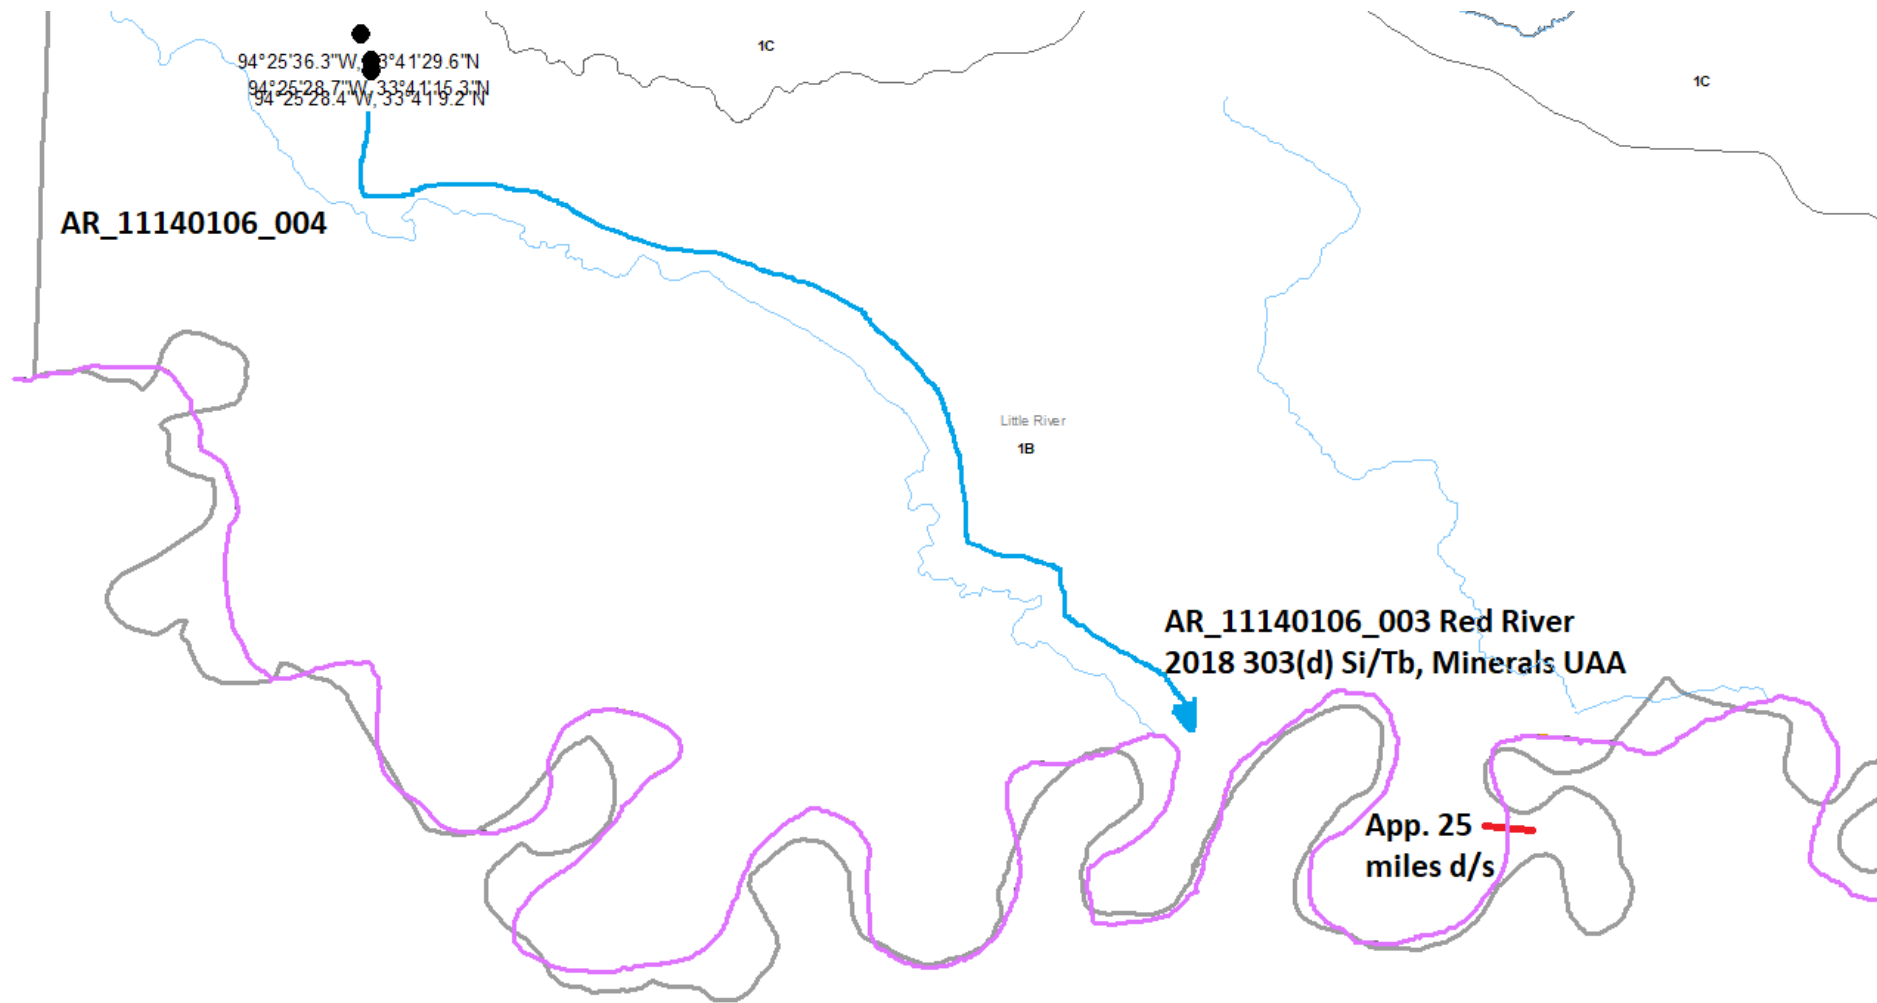 1C
1C
94°25'36.3"W, 33°41'29.6"N
94°25'28.7"W, 33°41'15.3"N
94°25'28.4"W, 33°41'9.2"N
AR_11140106_004
Little River
1B
AR_11140106_003 Red River
2018 303(d) Si/Tb, Minerals UAA
App. 25
miles d/s